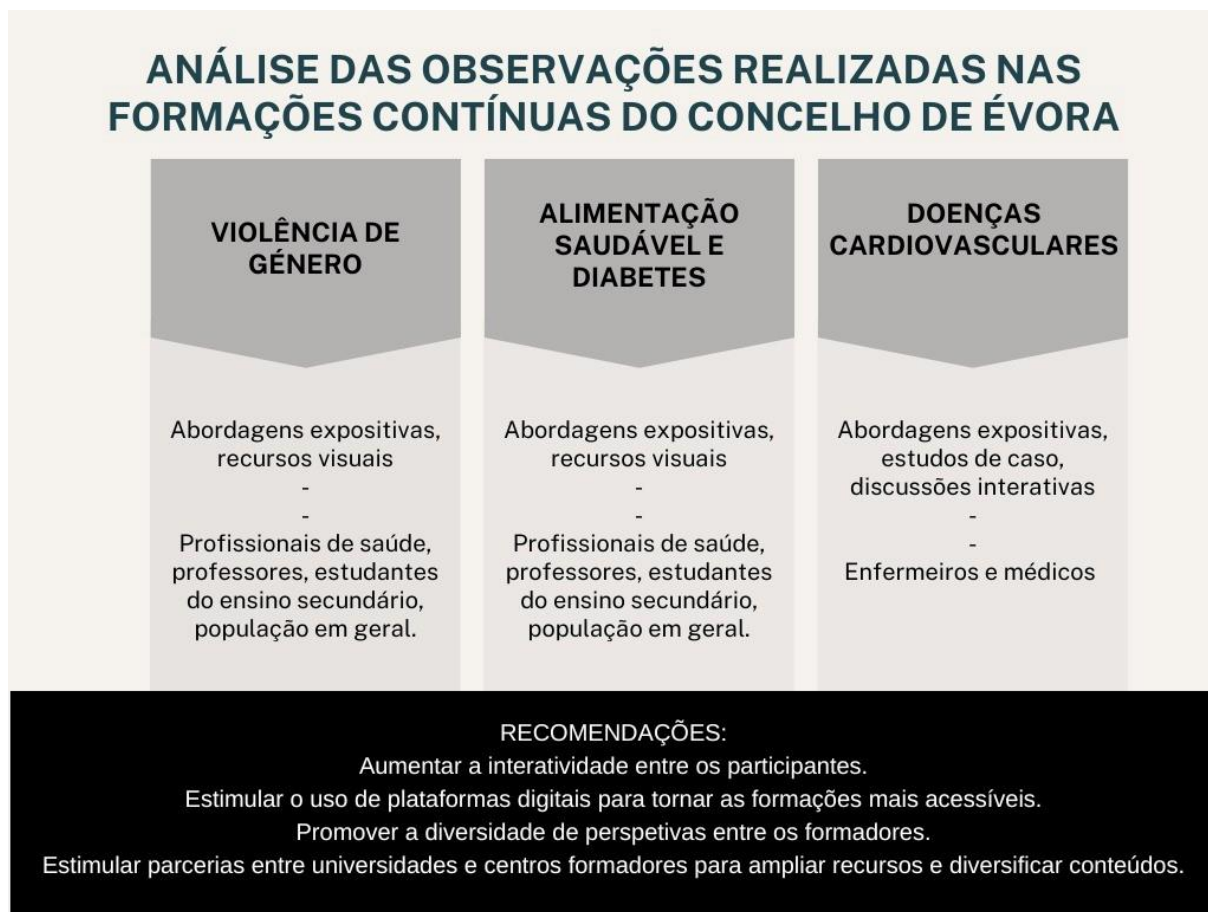 ANÁLISE DAS OBSERVAÇÕES REALIZADAS NAS
FORMAÇÕES CONTÍNUAS DO CONCELHO DE ÉVORA
VIOLÊNCIA DE
GÉNERO
Abordagens expositivas,
recursos visuais
-
-
Profissionais de saúde,
professores, estudantes
do ensino secundário,
população em geral.
ALIMENTAÇÃO
SAUDÁVEL E
DIABETES
Abordagens expositivas,
recursos visuais
-
-
Profissionais de saúde,
professores, estudantes
do ensino secundário,
população em geral.
DOENÇAS
CARDIOVASCULARES
Abordagens expositivas,
estudos de caso,
discussões interativas
-
-
Enfermeiros e médicos
RECOMENDAÇÕES:
Aumentar a interatividade entre os participantes.
Estimular o uso de plataformas digitais para tornar as formações mais acessíveis.
Promover a diversidade de perspetivas entre os formadores.
Estimular parcerias entre universidades e centros formadores para ampliar recursos e diversificar conteúdos.